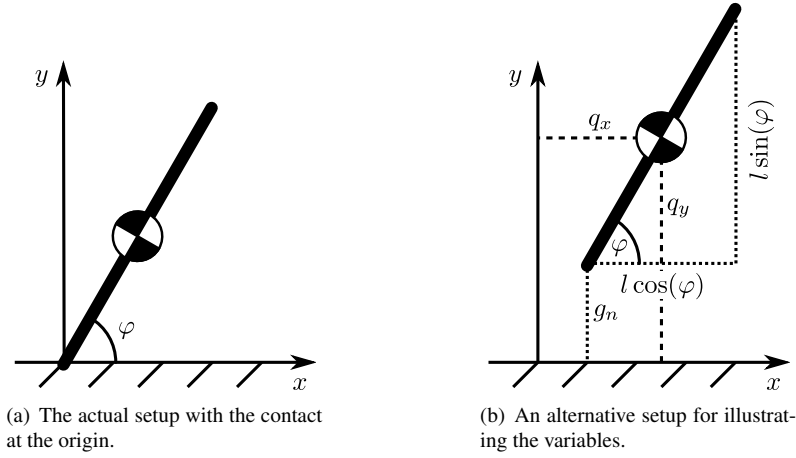 y
φ
x
(a) The actual setup with the contact
at the origin.
y
q_x
q_y
l sin(φ)
φ
l cos(φ)
g_n
x
(b) An alternative setup for illustrat-
ing the variables.